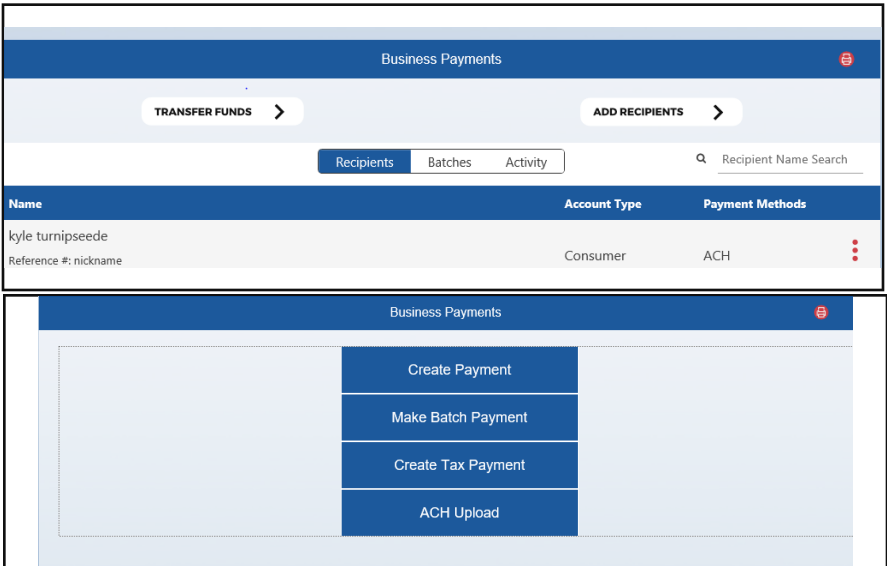 Business Payments
TRANSFER FUNDS
ADD RECIPIENTS
Recipients Batches Activity
Recipient Name Search
Name Account Type Payment Methods
kyle turnipseede
Reference #: nickname
Consumer ACH
Business Payments
Create Payment
Make Batch Payment
Create Tax Payment
ACH Upload